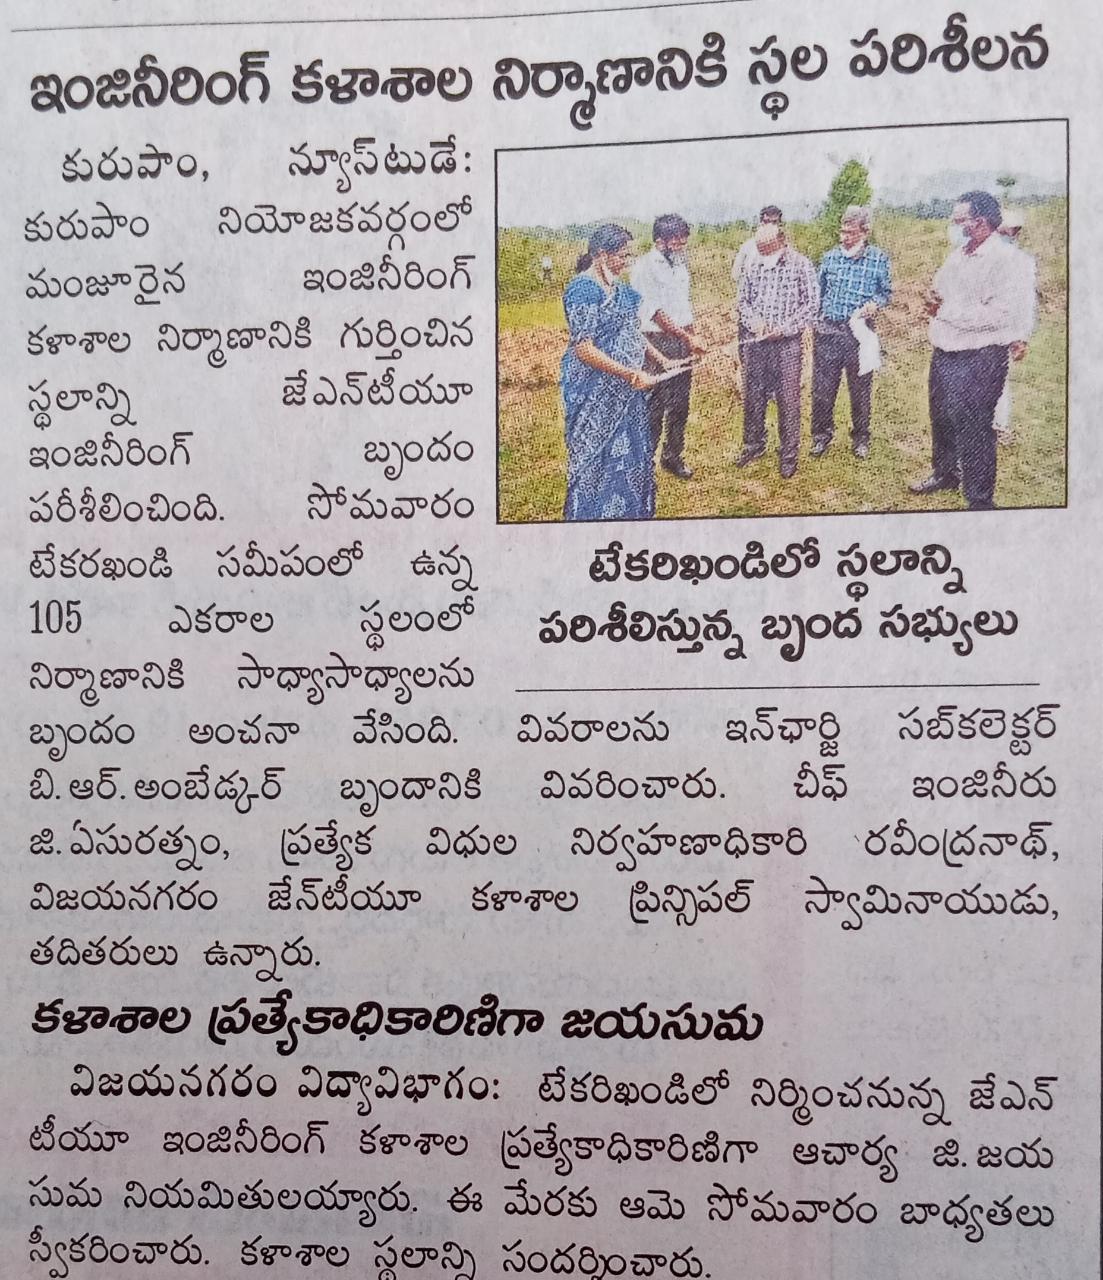 ఇంజినీరింగ్ కళాశాల నిర్మాణానికి స్థల పరిశీలన
కురుపాం, న్యూస్‌టుడే:
కురుపాం నియోజకవర్గంలో
మంజూరైన ఇంజినీరింగ్
కళాశాల నిర్మాణానికి గుర్తించిన
స్థలాన్ని జేఎన్‌టీయూ
ఇంజినీరింగ్ బృందం
పరీశీలించింది. సోమవారం
టేకరఖండి సమీపంలో ఉన్న
105 ఎకరాల స్థలంలో
నిర్మాణానికి సాధ్యాసాధ్యాలను
టేకరిఖండిలో స్థలాన్ని
పరిశీలిస్తున్న బృంద సభ్యులు
బృందం అంచనా వేసింది. వివరాలను ఇన్‌ఛార్జి సబ్‌కలెక్టర్
బి.ఆర్.అంబేడ్కర్ బృందానికి వివరించారు. చీఫ్ ఇంజినీరు
జి.ఏసురత్నం, ప్రత్యేక విధుల నిర్వహణాధికారి రవీంద్రనాథ్,
విజయనగరం జేన్‌టీయూ కళాశాల ప్రిన్సిపల్ స్వామినాయుడు,
తదితరులు ఉన్నారు.
కళాశాల ప్రత్యేకాధికారిణిగా జయసుమ
విజయనగరం విద్యావిభాగం: టేకరిఖండిలో నిర్మించనున్న జేఎన్
టీయూ ఇంజినీరింగ్ కళాశాల ప్రత్యేకాధికారిణిగా ఆచార్య జి.జయ
సుమ నియమితులయ్యారు. ఈ మేరకు ఆమె సోమవారం బాధ్యతలు
స్వీకరించారు. కళాశాల స్థలాన్ని సందర్శించారు.